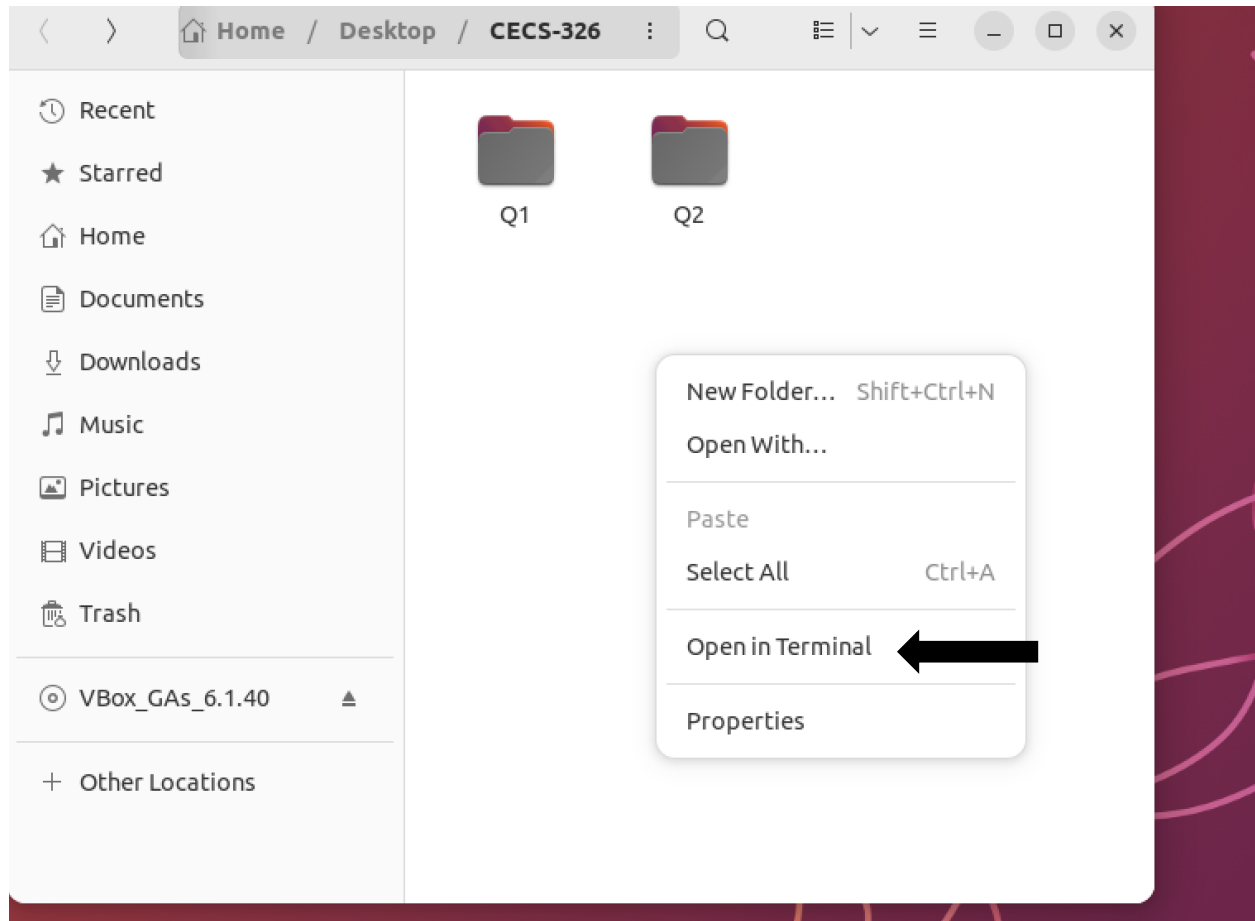 Home / Desktop / CECS-326
Recent
Starred
Home
Documents
Downloads
Music
Pictures
Videos
Trash
VBox_GAs_6.1.40
+ Other Locations
Q1
Q2
New Folder... Shift+Ctrl+N
Open With...
Paste
Select All Ctrl+A
Open in Terminal
Properties